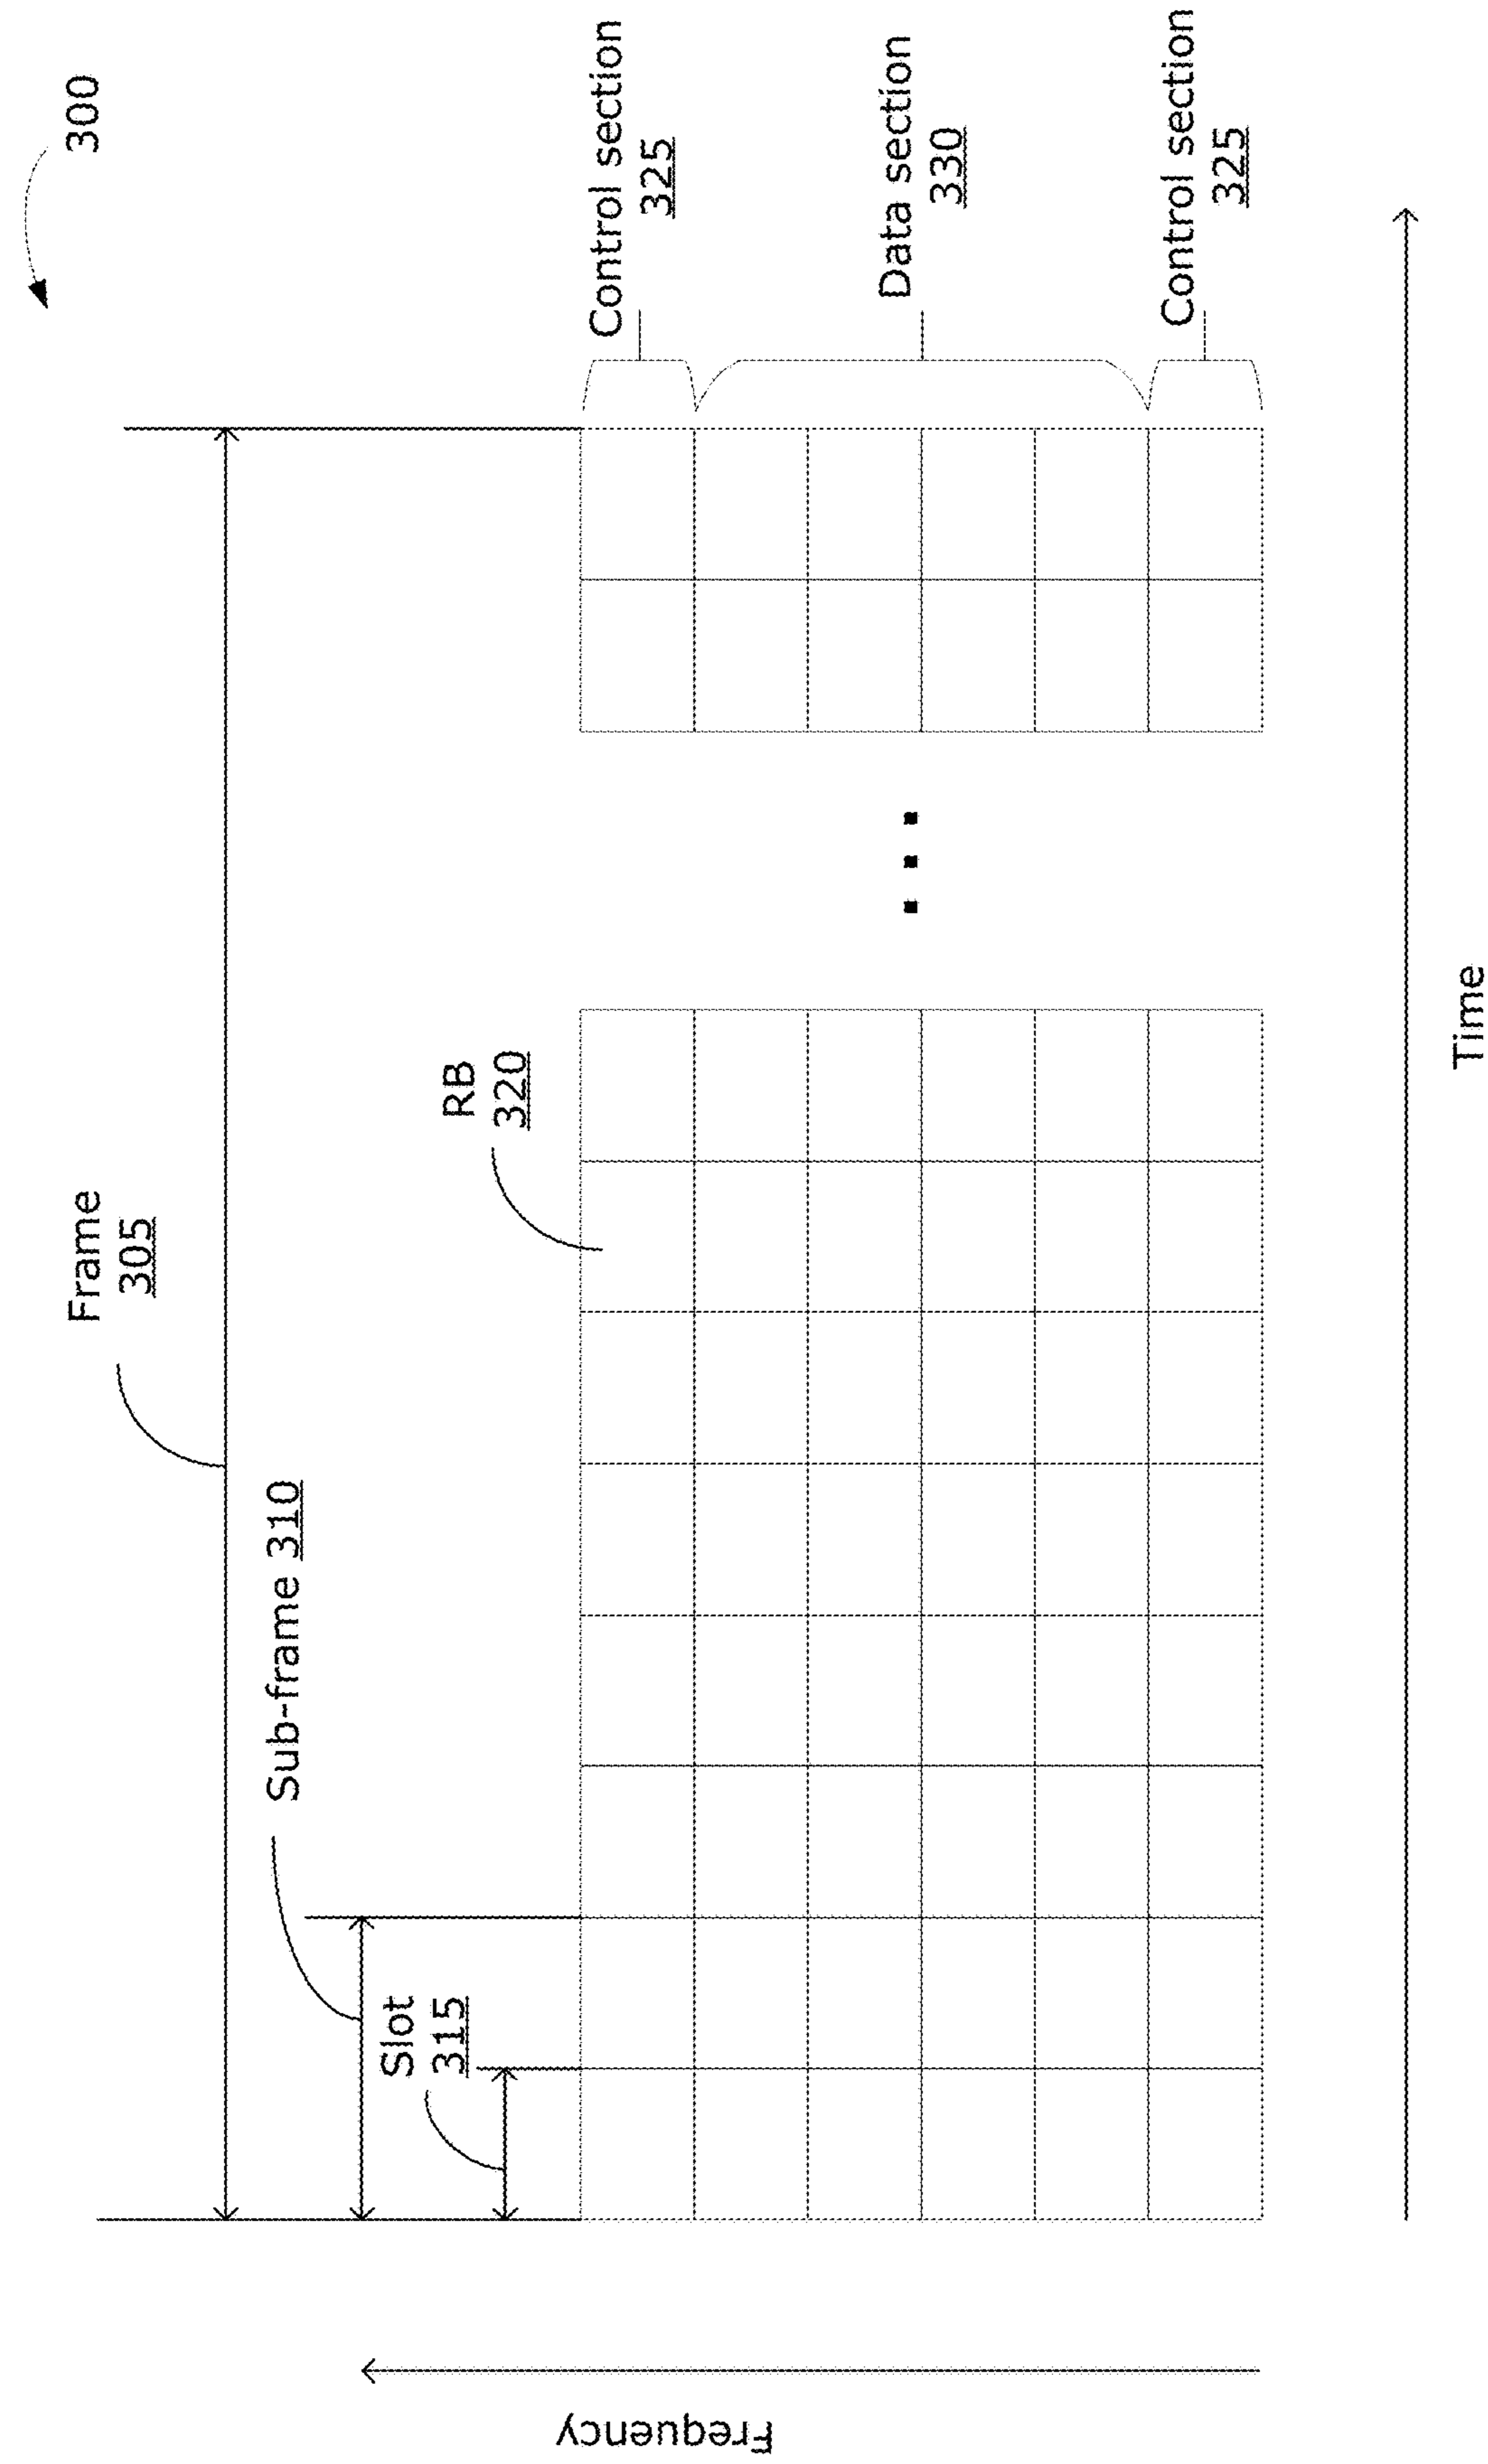 300
Frame
305
Sub-frame 310
Slot
315
RB
320
Control section
325
Data section
330
Control section
325
Frequency
Time